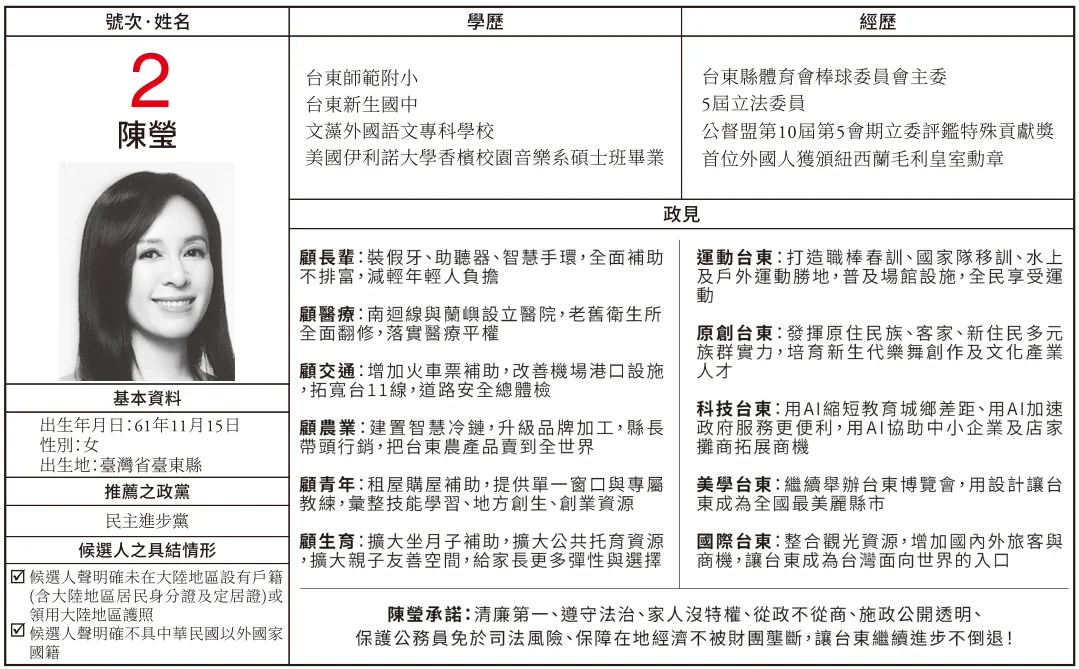 號次·姓名
2
陳瑩
基本資料
出生年月日：61年11月15日
性別：女
出生地：臺灣省臺東縣
推薦之政黨
民主進步黨
候選人之具結情形
☑候選人聲明確未在大陸地區設有戶籍
(含大陸地區居民身分證及定居證)或
領用大陸地區護照
☑候選人聲明確不具中華民國以外國家
國籍
學歷
台東師範附小
台東新生國中
文藻外國語文專科學校
美國伊利諾大學香檳校園音樂系碩士班畢業
經歷
台東縣體育會棒球委員會主委
5屆立法委員
公督盟第10屆第5會期立委評鑑特殊貢獻獎
首位外國人獲頒紐西蘭毛利皇室勳章
政見
顧長輩：裝假牙、助聽器、智慧手環，全面補助
不排富，減輕年輕人負擔
顧醫療：南迴線與蘭嶼設立醫院，老舊衛生所
全面翻修，落實醫療平權
顧交通：增加火車票補助，改善機場港口設施
，拓寬台11線，道路安全總體檢
顧農業：建置智慧冷鏈，升級品牌加工，縣長
帶頭行銷，把台東農產品賣到全世界
顧青年：租屋購屋補助，提供單一窗口與專屬
教練，彙整技能學習、地方創生、創業資源
顧生育：擴大坐月子補助，擴大公共托育資源
，擴大親子友善空間，給家長更多彈性與選擇
運動台東：打造職棒春訓、國家隊移訓、水上
及戶外運動勝地，普及場館設施，全民享受運
動
原創台東：發揮原住民族、客家、新住民多元
族群實力，培育新生代樂舞創作及文化產業
人才
科技台東：用AI縮短教育城鄉差距、用AI加速
政府服務更便利，用AI協助中小企業及店家
攤商拓展商機
美學台東：繼續舉辦台東博覽會，用設計讓台
東成為全國最美麗縣市
國際台東：整合觀光資源，增加國內外旅客與
商機，讓台東成為台灣面向世界的入口
陳瑩承諾：清廉第一、遵守法治、家人沒特權、從政不從商、施政公開透明、
保護公務員免於司法風險、保障在地經濟不被財團壟斷，讓台東繼續進步不倒退！